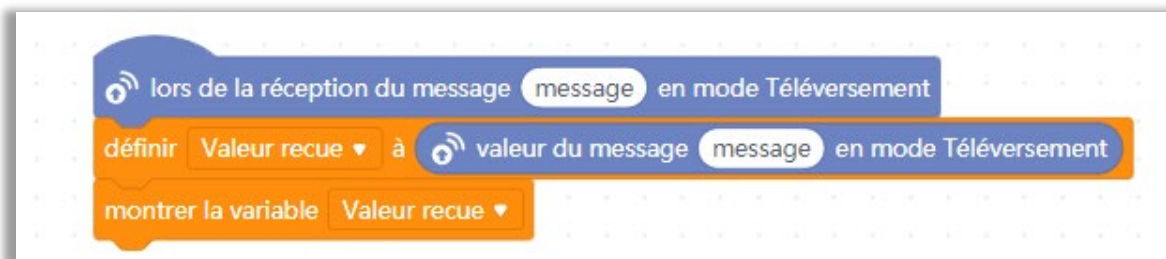 lors de la réception du message message en mode Téléversement
définir Valeur recue à valeur du message message en mode Téléversement
montrer la variable Valeur recue